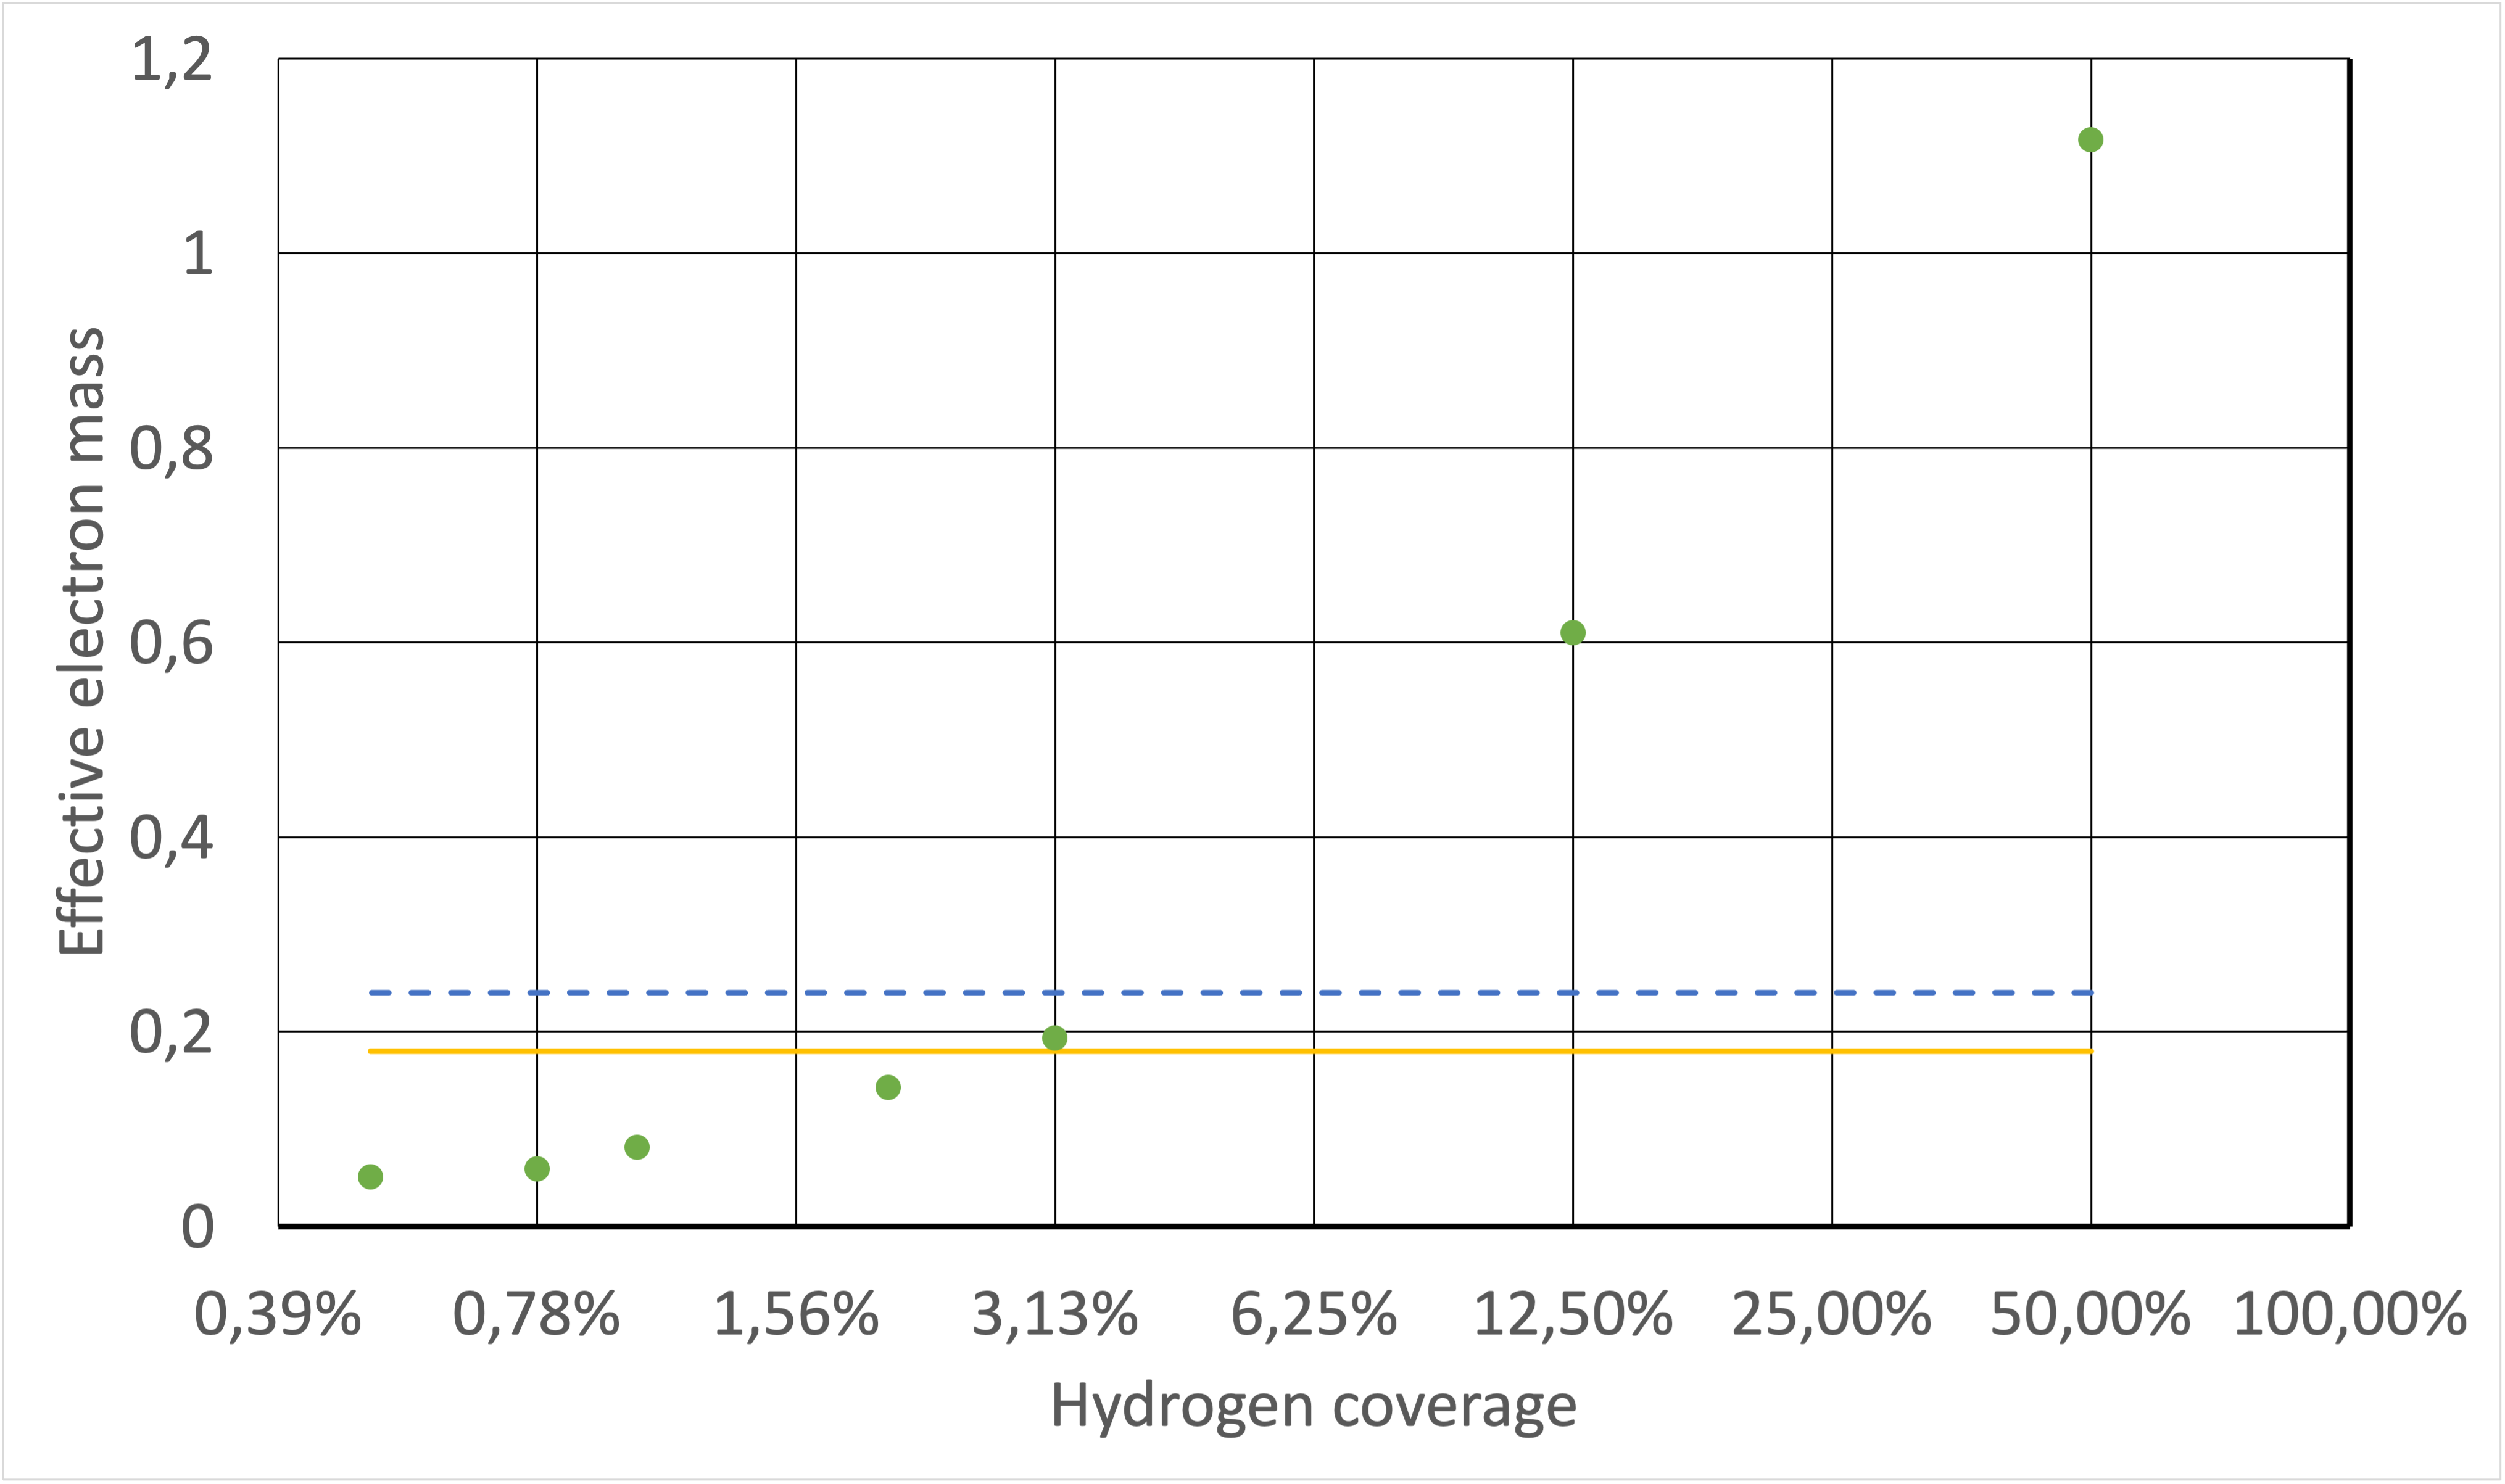 1,2
1
0,8
0,6
0,4
0,2
0
Effective electron mass
0,39% 0,78% 1,56% 3,13% 6,25% 12,50% 25,00% 50,00% 100,00%
Hydrogen coverage